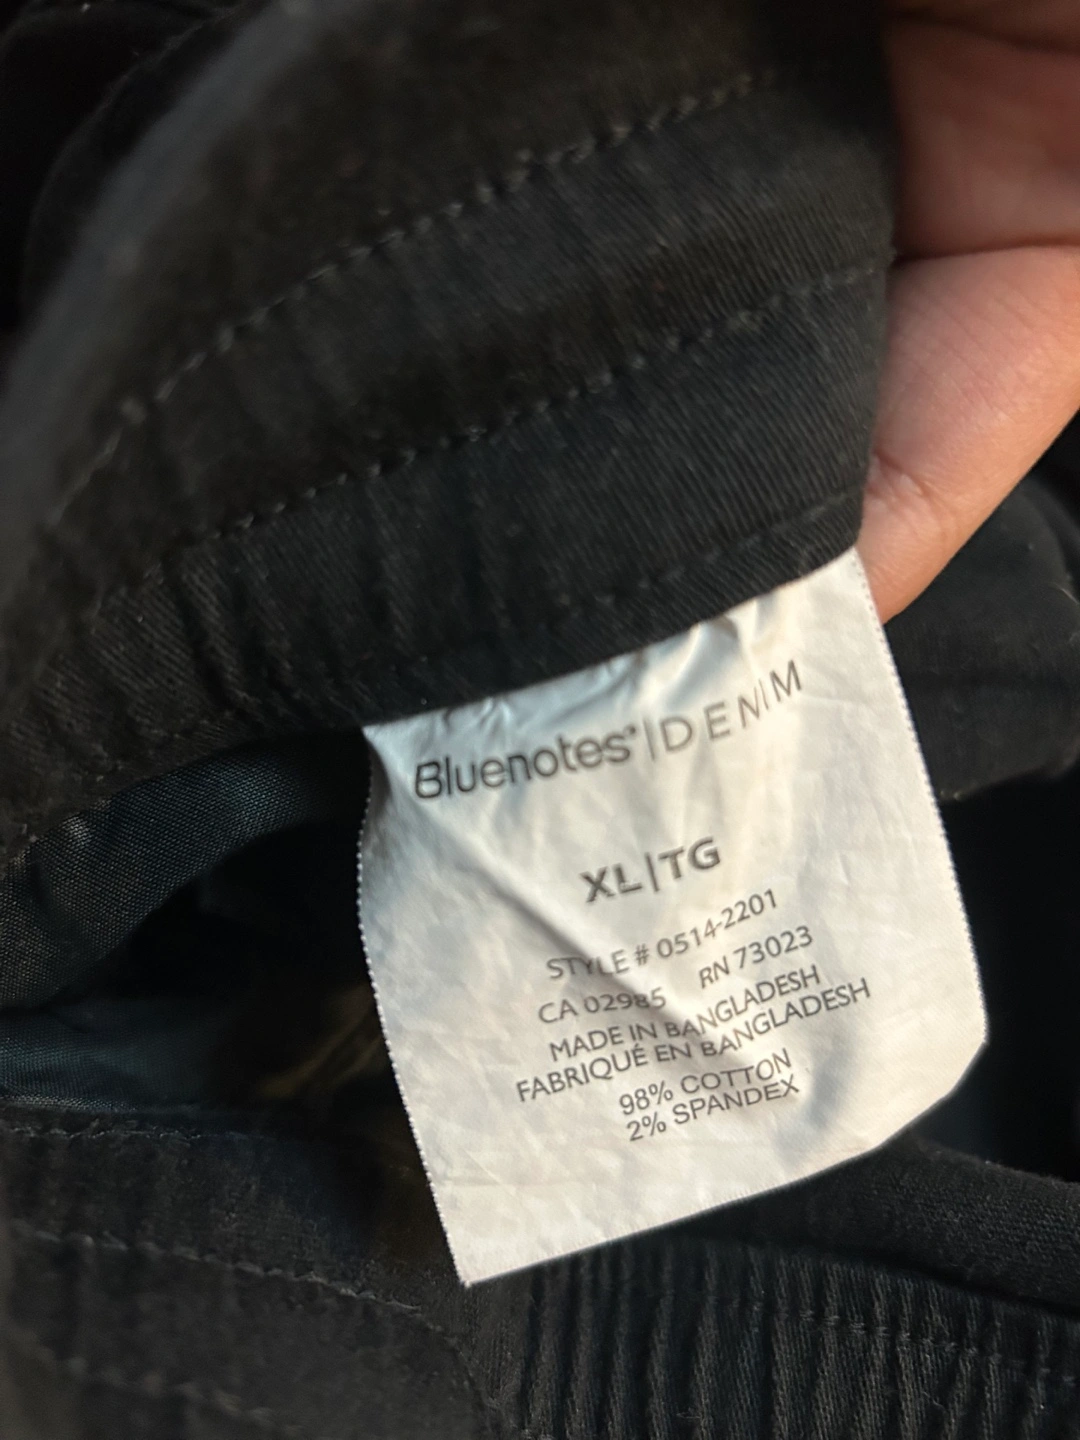 Bluenotes* | DENIM
XL|TG
STYLE # 0514-2201
CA 02985 RN 73023
MADE IN BANGLADESH
FABRIQUÉ EN BANGLADESH
98% COTTON
2% SPANDEX